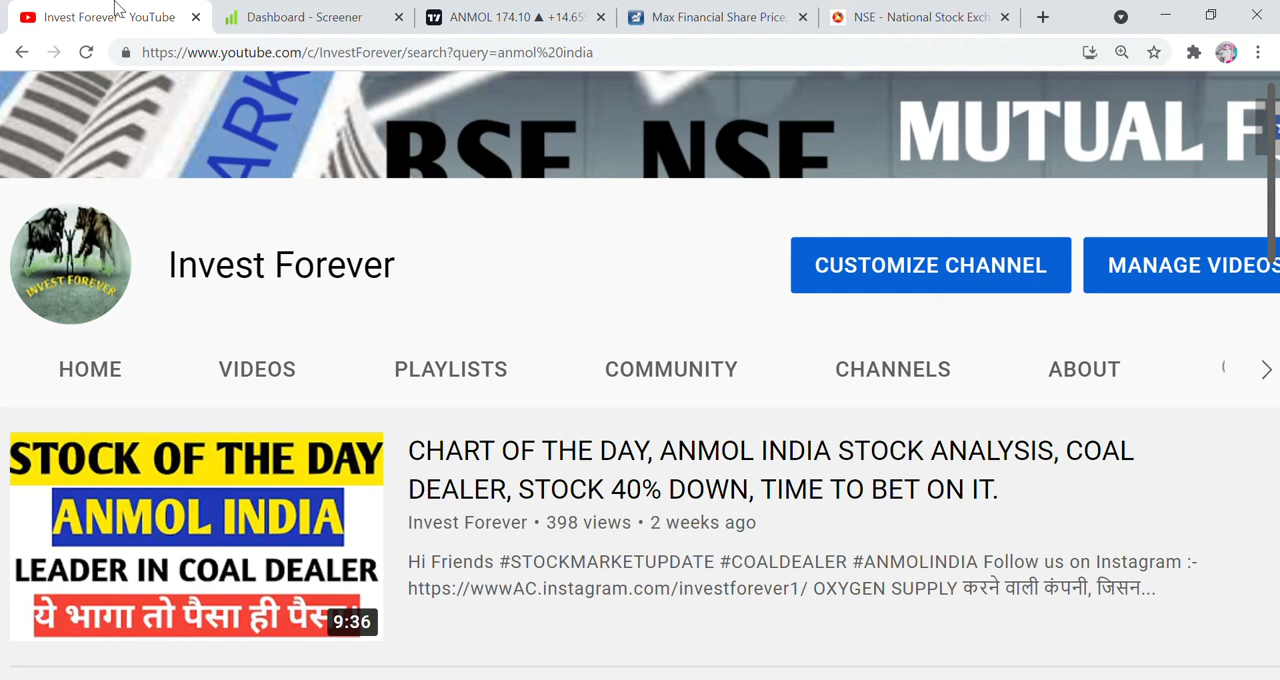 Invest Forever - YouTube
Dashboard - Screener
ANMOL 174.10 ▲ +14.65%
Max Financial Share Price,
NSE - National Stock Exch
https://www.youtube.com/c/InvestForever/search?query=anmol%20india
ARK
BSE NSE
MUTUAL F
INVEST FOREVER
Invest Forever
CUSTOMIZE CHANNEL
MANAGE VIDEOS
HOME
VIDEOS
PLAYLISTS
COMMUNITY
CHANNELS
ABOUT
STOCK OF THE DAY
ANMOL INDIA
LEADER IN COAL DEALER
ये भागा तो पैसा ही पैसा
9:36
CHART OF THE DAY, ANMOL INDIA STOCK ANALYSIS, COAL
DEALER, STOCK 40% DOWN, TIME TO BET ON IT.
Invest Forever • 398 views • 2 weeks ago
Hi Friends #STOCKMARKETUPDATE #COALDEALER #ANMOLINDIA Follow us on Instagram :-
https://wwwAC.instagram.com/investforever1/ OXYGEN SUPPLY करने वाली कंपनी, जिसन...